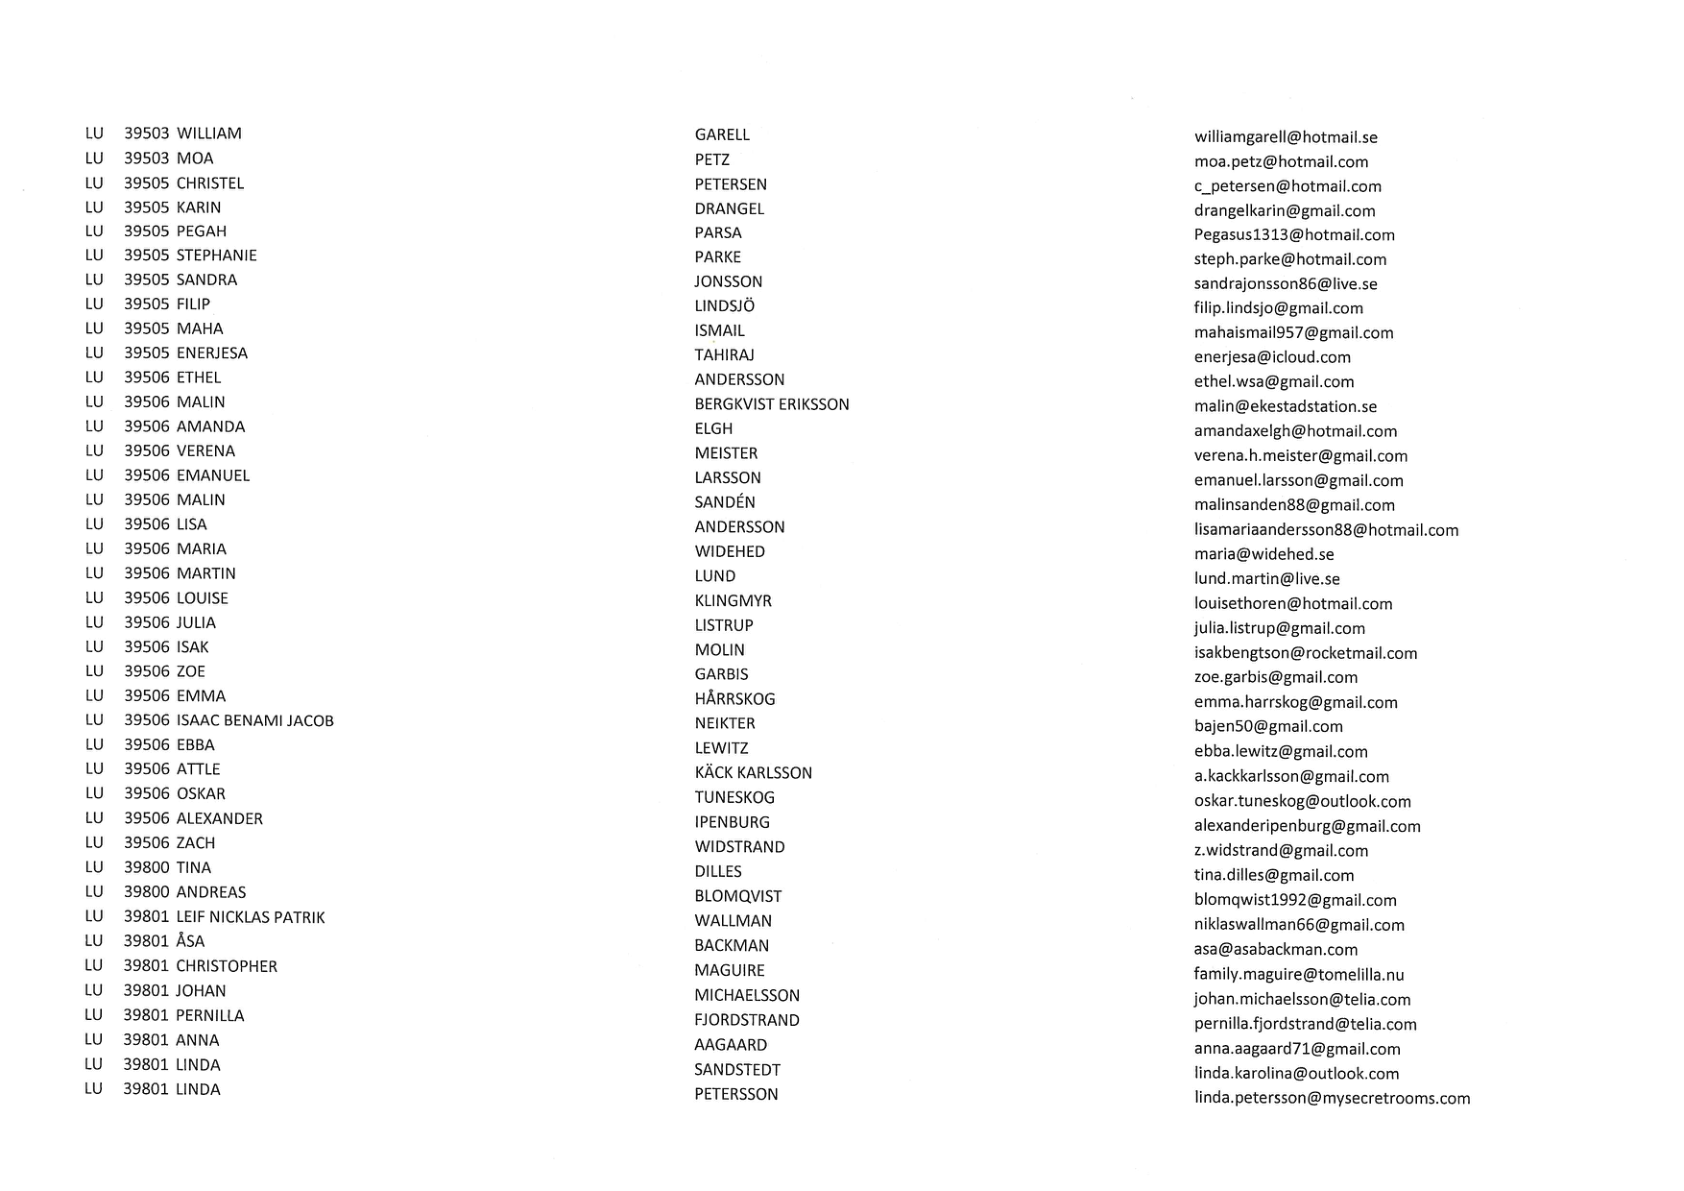 LU 39503 WILLIAM GARELL williamgarell@hotmail.se
LU 39503 MOA PETZ moa.petz@hotmail.com
LU 39505 CHRISTEL PETERSEN c_petersen@hotmail.com
LU 39505 KARIN DRANGEL drangelkarin@gmail.com
LU 39505 PEGAH PARSA Pegasus1313@hotmail.com
LU 39505 STEPHANIE PARKE steph.parke@hotmail.com
LU 39505 SANDRA JONSSON sandrajonsson86@live.se
LU 39505 FILIP LINDSJÖ filip.lindsjo@gmail.com
LU 39505 MAHA ISMAIL mahaismail957@gmail.com
LU 39505 ENERJESA TAHIRAJ enerjesa@icloud.com
LU 39506 ETHEL ANDERSSON ethel.wsa@gmail.com
LU 39506 MALIN BERGKVIST ERIKSSON malin@ekestadstation.se
LU 39506 AMANDA ELGH amandaxelgh@hotmail.com
LU 39506 VERENA MEISTER verena.h.meister@gmail.com
LU 39506 EMANUEL LARSSON emanuel.larsson@gmail.com
LU 39506 MALIN SANDÉN malinsanden88@gmail.com
LU 39506 LISA ANDERSSON lisamariaandersson88@hotmail.com
LU 39506 MARIA WIDEHED maria@widehed.se
LU 39506 MARTIN LUND lund.martin@live.se
LU 39506 LOUISE KLINGMYR louisethoren@hotmail.com
LU 39506 JULIA LISTRUP julia.listrup@gmail.com
LU 39506 ISAK MOLIN isakbengtson@rocketmail.com
LU 39506 ZOE GARBIS zoe.garbis@gmail.com
LU 39506 EMMA HÅRRSKOG emma.harrskog@gmail.com
LU 39506 ISAAC BENAMI JACOB NEIKTER bajen50@gmail.com
LU 39506 EBBA LEWITZ ebba.lewitz@gmail.com
LU 39506 ATTLE KÄCK KARLSSON a.kackkarlsson@gmail.com
LU 39506 OSKAR TUNESKOG oskar.tuneskog@outlook.com
LU 39506 ALEXANDER IPENBURG alexanderipenburg@gmail.com
LU 39506 ZACH WIDSTRAND z.widstrand@gmail.com
LU 39800 TINA DILLES tina.dilles@gmail.com
LU 39800 ANDREAS BLOMQVIST blomqwist1992@gmail.com
LU 39801 LEIF NICKLAS PATRIK WALLMAN niklaswallman66@gmail.com
LU 39801 ÅSA BACKMAN asa@asabackman.com
LU 39801 CHRISTOPHER MAGUIRE family.maguire@tomelilla.nu
LU 39801 JOHAN MICHAELSSON johan.michaelsson@telia.com
LU 39801 PERNILLA FJORDSTRAND pernilla.fjordstrand@telia.com
LU 39801 ANNA AAGAARD anna.aagaard71@gmail.com
LU 39801 LINDA SANDSTEDT linda.karolina@outlook.com
LU 39801 LINDA PETERSSON linda.petersson@mysecretrooms.com